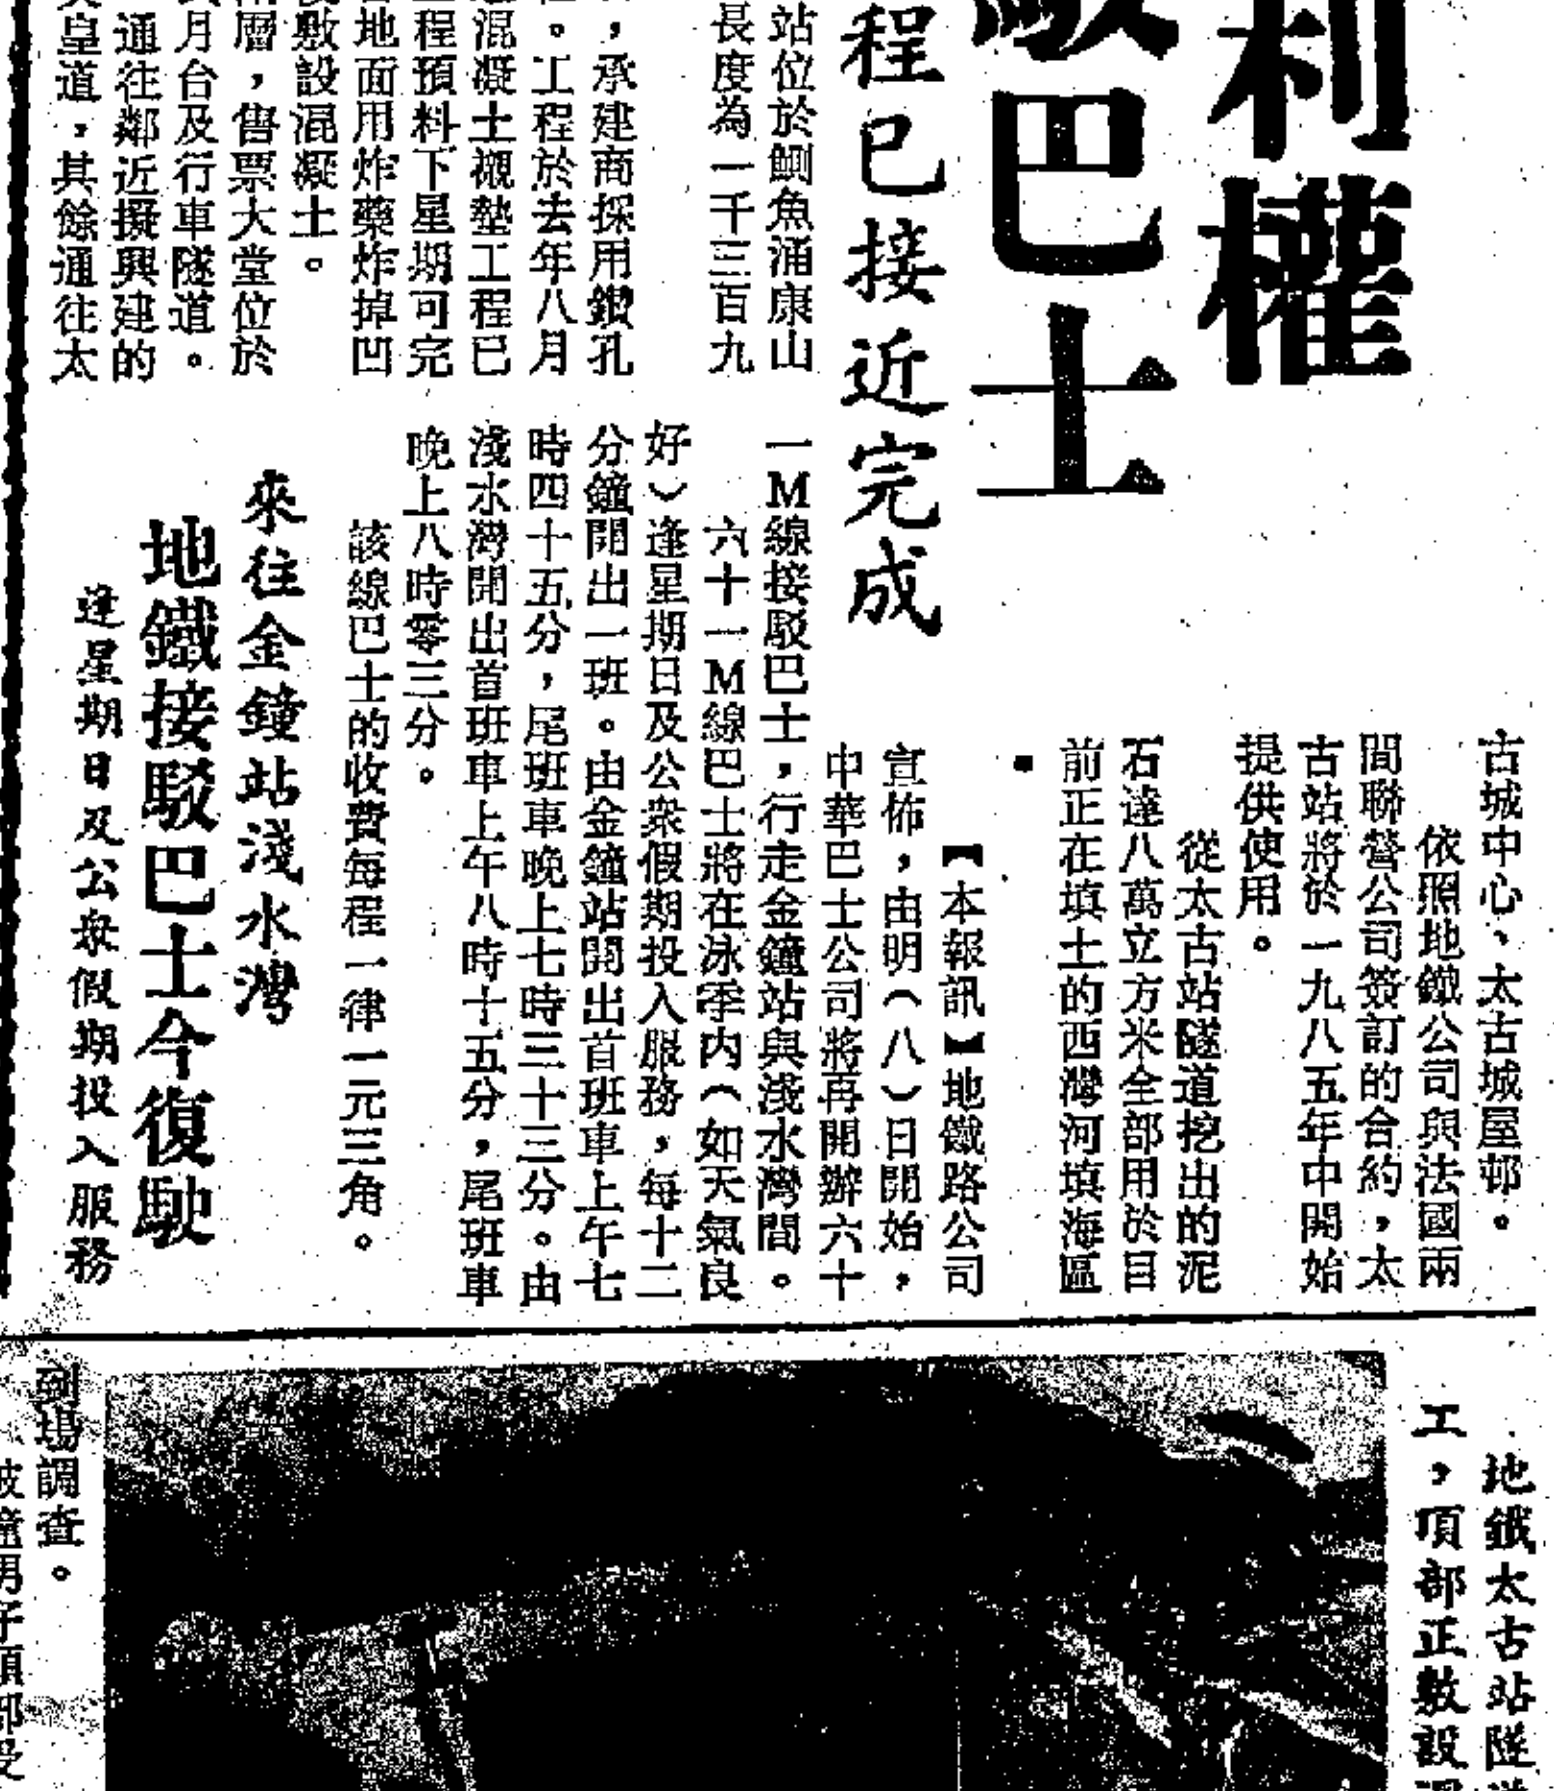 利權
駁巴士
程已接近完成
站位於鰂魚涌康山
長度為一千三百九
，承建商採用鑽孔
。工程於去年八月
混凝土襯墊工程已
程預料下星期可完
地面用炸藥炸掉凹
敷設混凝土。
層，售票大堂位於
月台及行車隧道。
通往鄰近擬興建的
皇道，其餘通往太
古城中心、太古城屋邨。
依照地鐵公司與法國兩
間聯營公司簽訂的合約，太
古站將於一九八五年中開始
提供使用。
從太古站隧道挖出的泥
石達八萬立方米全部用於目
前正在填土的西灣河填海區
。
來往金鐘站淺水灣
地鐵接駁巴士今復駛
逢星期日及公衆假期投入服務
【本報訊】地鐵路公司
宣佈，由明（八）日開始，
中華巴士公司將再開辦六十
一M線接駁巴士，行走金鐘站與淺水灣間。
六十一M線巴士將在泳季內（如天氣良
好）逢星期日及公衆假期投入服務，每十二
分鐘開出一班。由金鐘站開出首班車上午七
時四十五分，尾班車晚上七時三十三分。由
淺水灣開出首班車上午八時十五分，尾班車
晚上八時零三分。
該線巴士的收費每程一律一元三角。
地鐵太古站隧
工，頂部正敷設
到場調查。
被撞男子頭部受